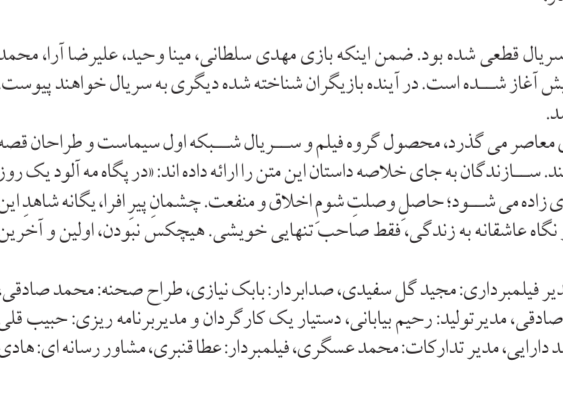 سریال قطعی شده بود. ضمن اینکه بازی مهدی سلطانی، مینا وحید، علیرضا آرا، محمد
یش آغاز شده است. در آینده بازیگران شناخته شده دیگری به سریال خواهند پیوست.
د.
ی معاصر می گذرد، محصول گروه فیلم و سریال شبکه اول سیماست و طراحان قصه
ند. سازندگان به جای خلاصه داستان این متن را ارائه داده اند: «در پگاه مه آلود یک روز
ی زاده می شود؛ حاصلِ وصلتِ شومِ اخلاق و منفعت. چشمانِ پیرِ افرا، یگانه شاهدِ این
نگاه عاشقانه به زندگی، فقط صاحب تنهایی خویشی. هیچکس نبودن، اولین و آخرین
دیر فیلمبرداری: مجید گل سفیدی، صدابردار: بابک نیازی، طراح صحنه: محمد صادقی،
صادقی، مدیر تولید: رحیم بیابانی، دستیار یک کارگردان و مدیر برنامه ریزی: حبیب قلی
د دارایی، مدیر تدارکات: محمد عسگری، فیلمبردار: عطا قنبری، مشاور رسانه ای: هادی